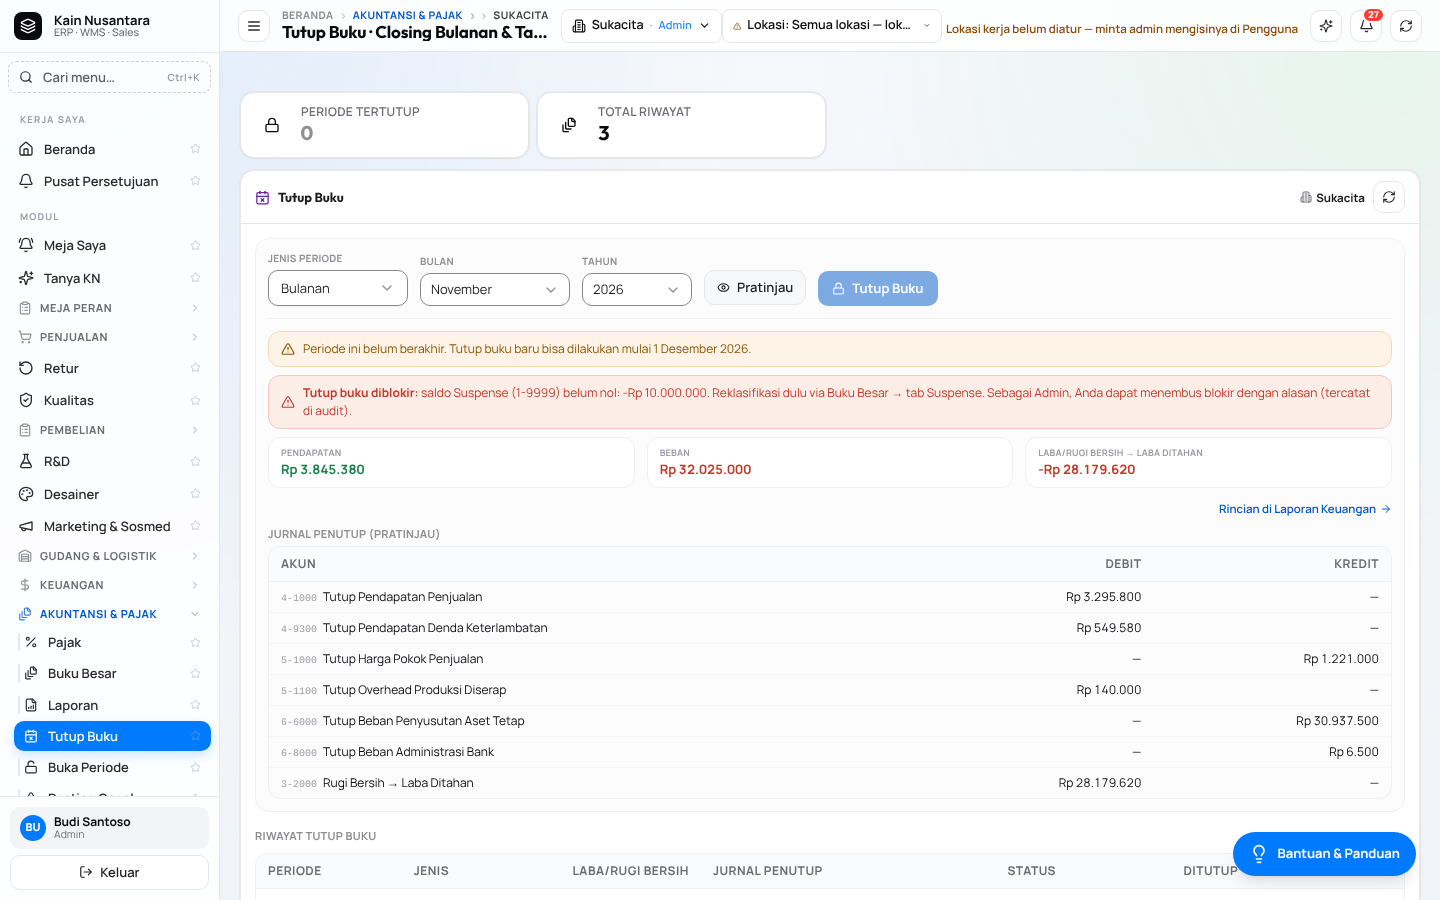 Kain Nusantara
ERP · WMS · Sales
Cari menu... Ctrl+K
KERJA SAYA
Beranda
Pusat Persetujuan
MODUL
Meja Saya
Tanya KN
MEJA PERAN
PENJUALAN
Retur
Kualitas
PEMBELIAN
R&D
Desainer
Marketing & Sosmed
GUDANG & LOGISTIK
KEUANGAN
AKUNTANSI & PAJAK
Pajak
Buku Besar
Laporan
Tutup Buku
Buka Periode
BU Budi Santoso
Admin
Keluar
BERANDA › AKUNTANSI & PAJAK › › SUKACITA
Tutup Buku · Closing Bulanan & Ta...
Sukacita · Admin
Lokasi: Semua lokasi — lok...
Lokasi kerja belum diatur — minta admin mengisinya di Pengguna
27
PERIODE TERTUTUP
0
TOTAL RIWAYAT
3
Tutup Buku
Sukacita
JENIS PERIODE BULAN TAHUN
Bulanan November 2026 Pratinjau Tutup Buku
Periode ini belum berakhir. Tutup buku baru bisa dilakukan mulai 1 Desember 2026.
Tutup buku diblokir: saldo Suspense (1-9999) belum nol: -Rp 10.000.000. Reklasifikasi dulu via Buku Besar → tab Suspense. Sebagai Admin, Anda dapat menembus blokir dengan alasan (tercatat
di audit).
PENDAPATAN
Rp 3.845.380
BEBAN
Rp 32.025.000
LABA/RUGI BERSIH → LABA DITAHAN
-Rp 28.179.620
Rincian di Laporan Keuangan →
JURNAL PENUTUP (PRATINJAU)
AKUN DEBIT KREDIT
4-1000 Tutup Pendapatan Penjualan Rp 3.295.800 —
4-9300 Tutup Pendapatan Denda Keterlambatan Rp 549.580 —
5-1000 Tutup Harga Pokok Penjualan — Rp 1.221.000
5-1100 Tutup Overhead Produksi Diserap Rp 140.000 —
6-6000 Tutup Beban Penyusutan Aset Tetap — Rp 30.937.500
6-8000 Tutup Beban Administrasi Bank — Rp 6.500
3-2000 Rugi Bersih → Laba Ditahan Rp 28.179.620 —
RIWAYAT TUTUP BUKU
PERIODE JENIS LABA/RUGI BERSIH JURNAL PENUTUP STATUS DITUTUP
Bantuan & Panduan